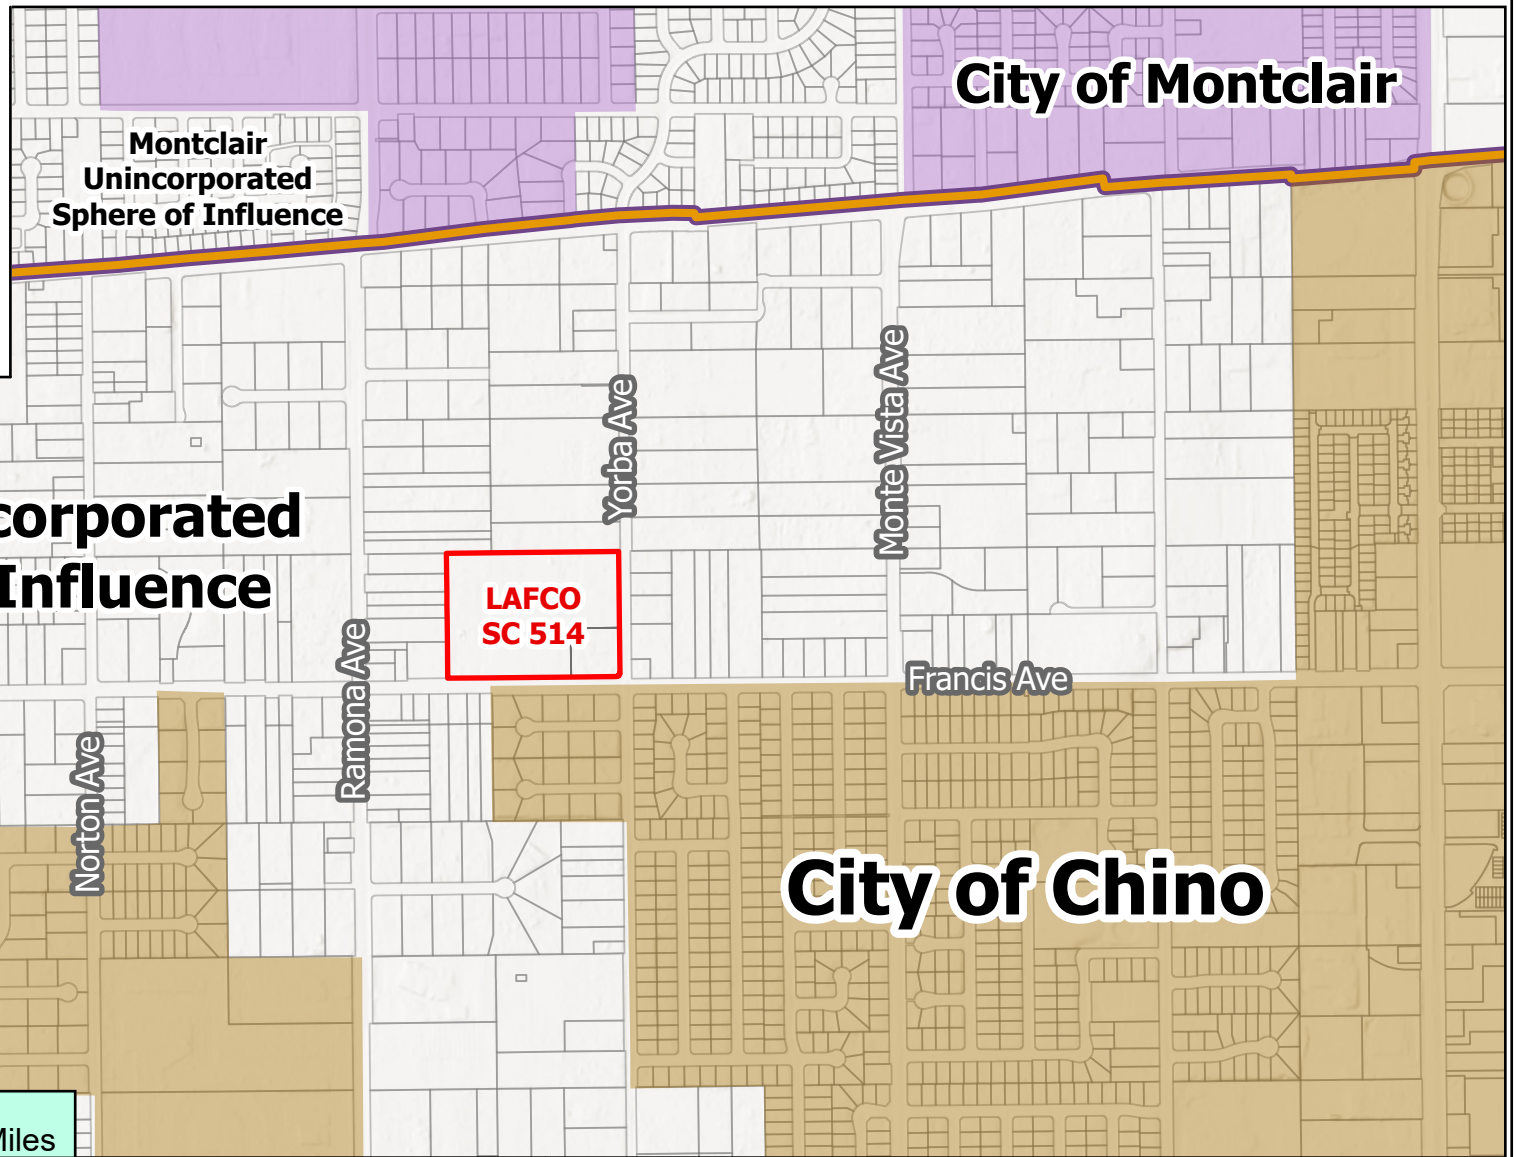 City of Montclair
Montclair
Unincorporated
Sphere of Influence
Yorba Ave
Monte Vista Ave
corporated
Influence
LAFCO
SC 514
Ramona Ave
Francis Ave
Norton Ave
City of Chino
Miles